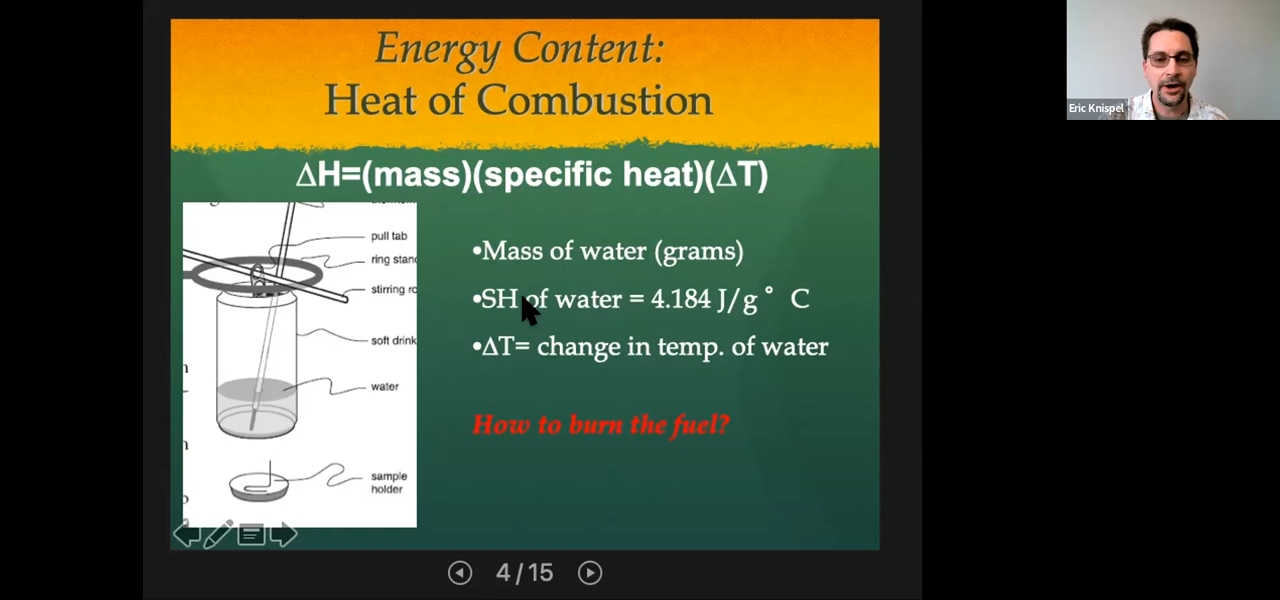 Energy Content:
Heat of Combustion
ΔH=(mass)(specific heat)(ΔT)
pull tab
ring stan
stirring ro
soft drink
water
sample
holder
•Mass of water (grams)
•SH of water = 4.184 J/g ° C
•ΔT= change in temp. of water
How to burn the fuel?
4/15
Eric Knispel